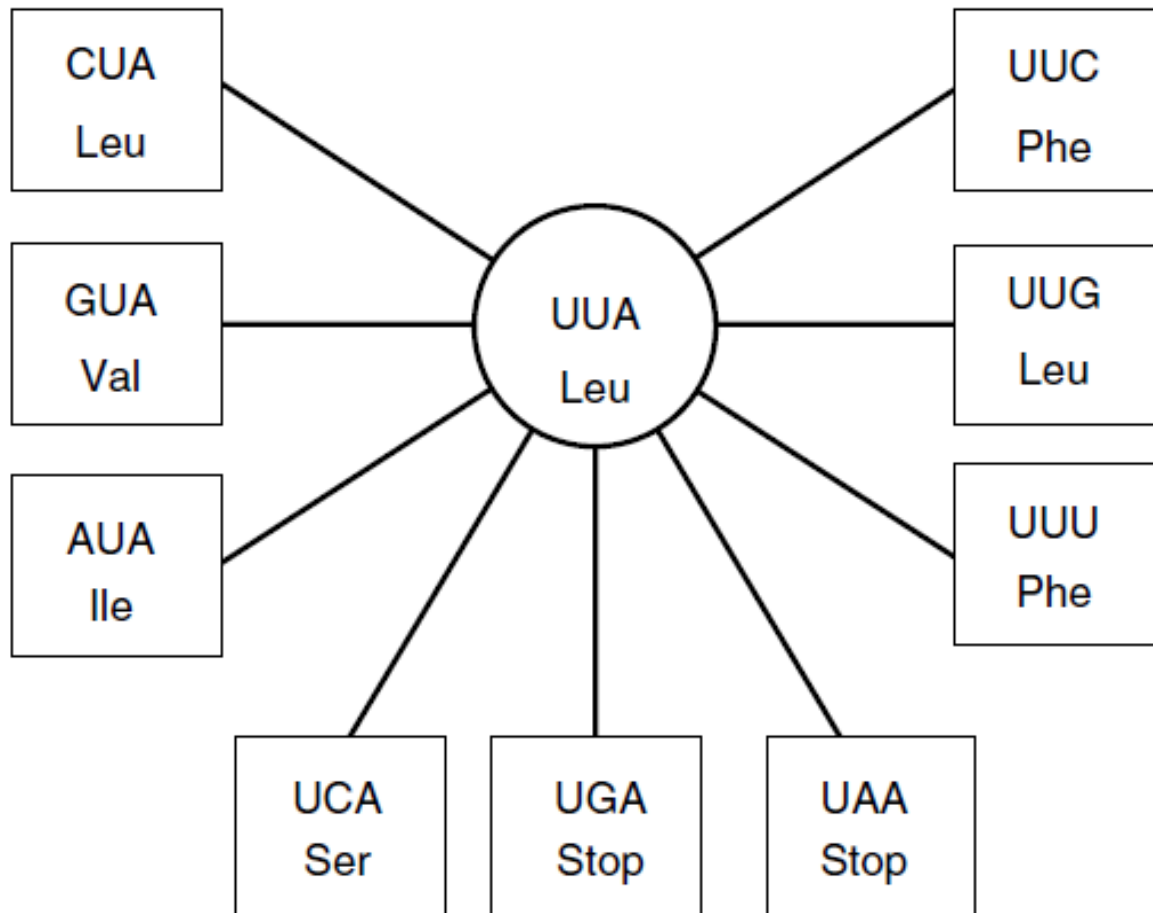 CUA
Leu
UUC
Phe
GUA
Val
UUA
Leu
UUG
Leu
AUA
Ile
UUU
Phe
UCA
Ser
UGA
Stop
UAA
Stop